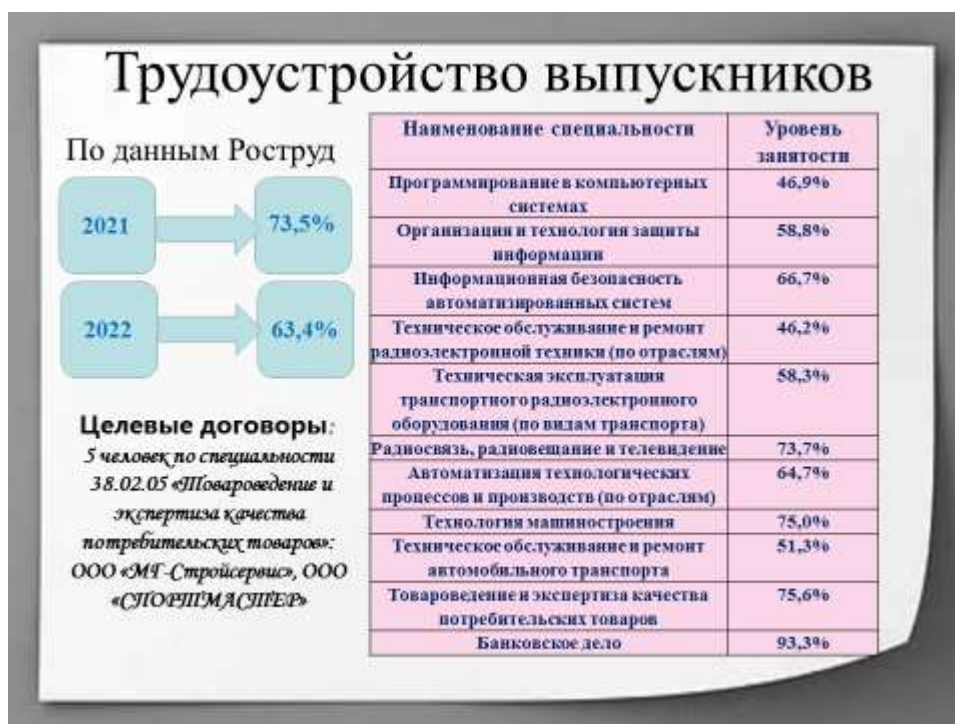 Трудоустройство выпускников
По данным Роструд
2021
73,5%
2022
63,4%
Целевые договоры:
5 человек по специальности
38.02.05 «Товароведение и
экспертиза качества
потребительских товаров»:
ООО «МГ-Стройсервис», ООО
«СПОРТМАСТЕР»
Наименование специальности
Уровень
занятости
Программирование в компьютерных
системах
46,9%
Организация и технология защиты
информации
58,8%
Информационная безопасность
автоматизированных систем
66,7%
Техническое обслуживание и ремонт
радиоэлектронной техники (по отраслям)
46,2%
Техническая эксплуатация
транспортного радиоэлектронного
оборудования (по видам транспорта)
58,3%
Радиосвязь, радиовещание и телевидение
73,7%
Автоматизация технологических
процессов и производств (по отраслям)
64,7%
Технология машиностроения
75,0%
Техническое обслуживание и ремонт
автомобильного транспорта
51,3%
Товароведение и экспертиза качества
потребительских товаров
75,6%
Банковское дело
93,3%